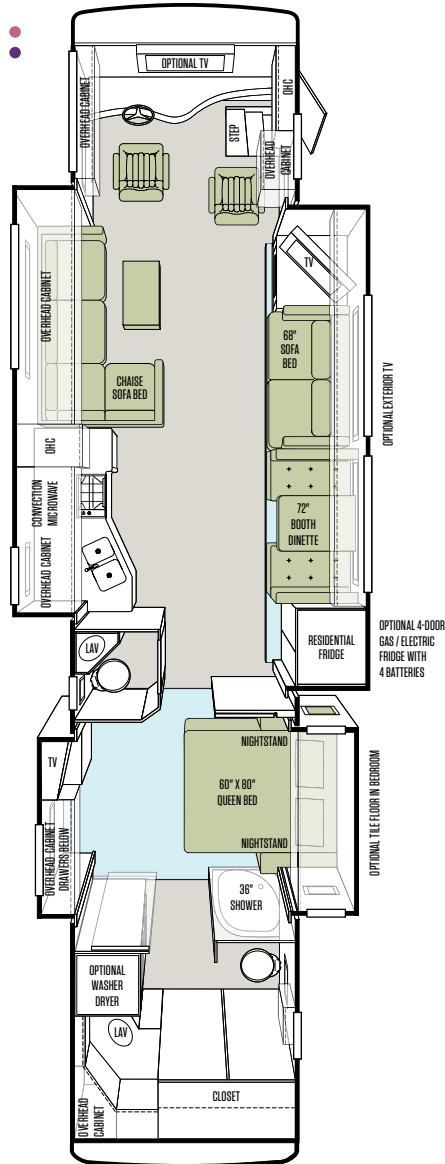 OPTIONAL TV
OVERHEAD CABINET
OHC
STEP
OVERHEAD
CABINET
TV
OVERHEAD CABINET
68"
SOFA
BED
CHAISE
SOFA BED
OPTIONAL EXTERIOR TV
OHC
CONVECTION
MICROWAVE
72"
BOOTH
DINETTE
OVERHEAD CABINET
LAV
RESIDENTIAL
FRIDGE
OPTIONAL 4-DOOR
GAS / ELECTRIC
FRIDGE WITH
4 BATTERIES
TV
NIGHTSTAND
60" X 80"
QUEEN BED
NIGHTSTAND
OPTIONAL TILE FLOOR IN BEDROOM
OVERHEAD CABINET
DRAWERS BELOW
36"
SHOWER
OPTIONAL
WASHER
DRYER
LAV
CLOSET
OVERHEAD
CABINET